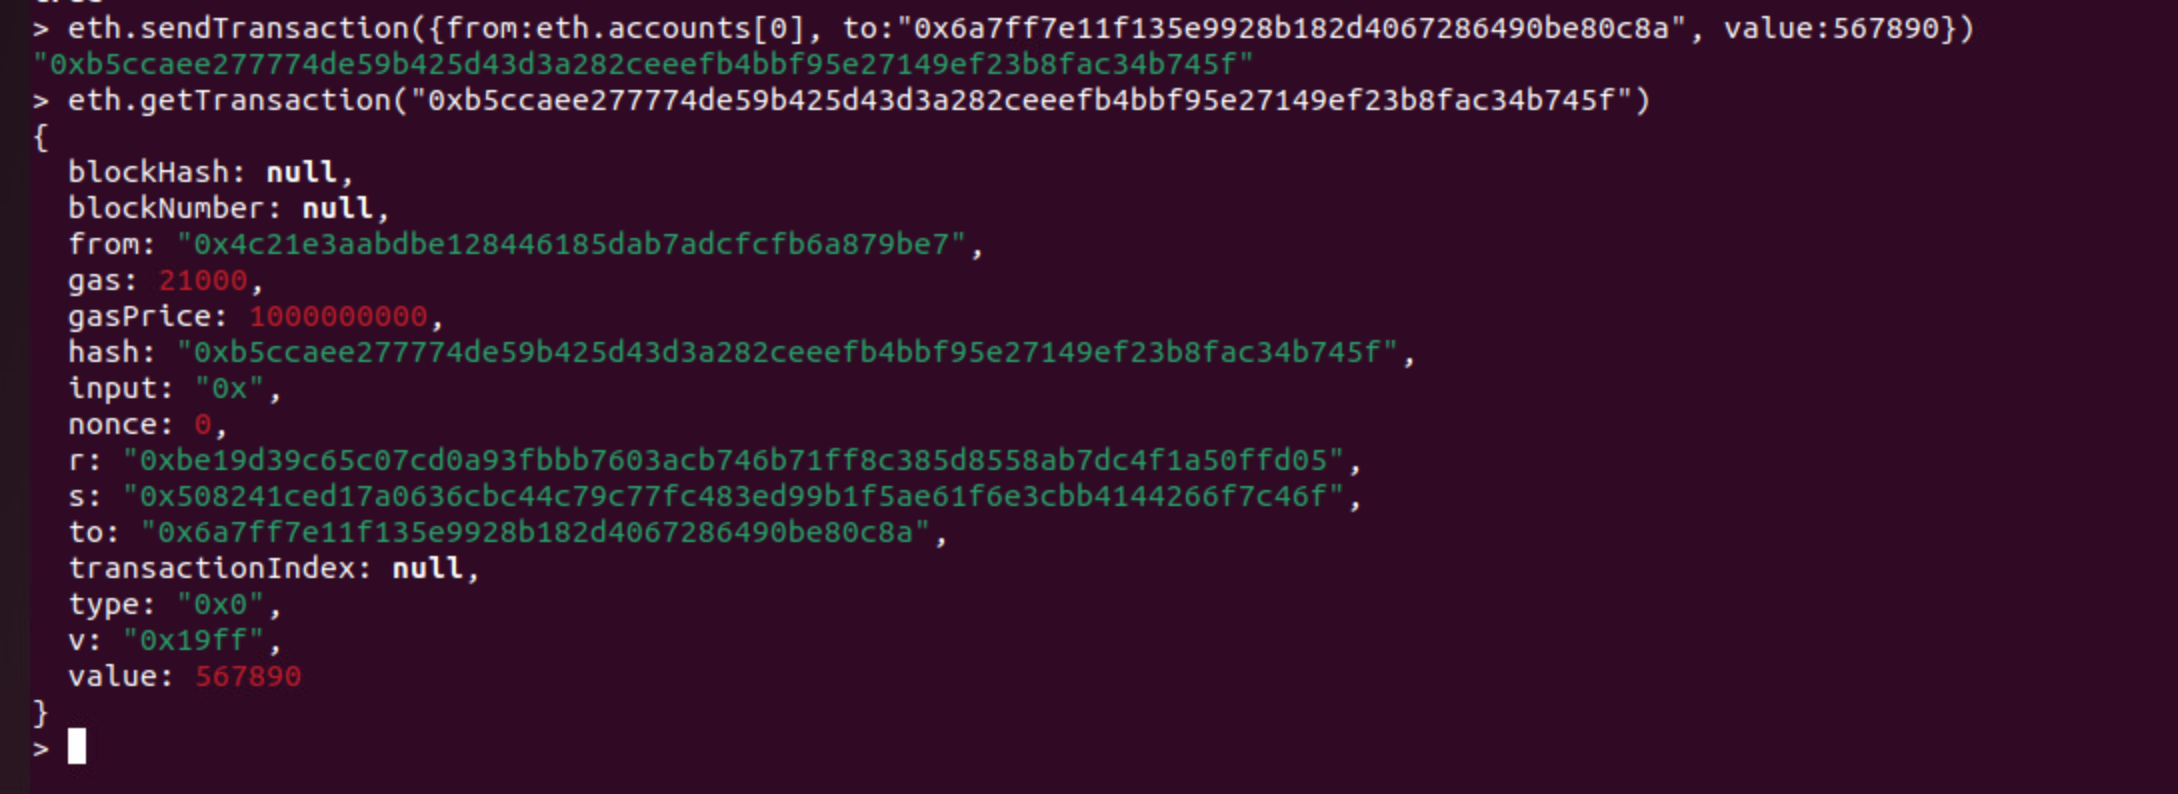 > eth.sendTransaction({from:eth.accounts[0], to:"0x6a7ff7e11f135e9928b182d4067286490be80c8a", value:567890})
"0xb5ccaee277774de59b425d43d3a282ceeefb4bbf95e27149ef23b8fac34b745f"
> eth.getTransaction("0xb5ccaee277774de59b425d43d3a282ceeefb4bbf95e27149ef23b8fac34b745f")
{
  blockHash: null,
  blockNumber: null,
  from: "0x4c21e3aabdbe128446185dab7adcfcfb6a879be7",
  gas: 21000,
  gasPrice: 1000000000,
  hash: "0xb5ccaee277774de59b425d43d3a282ceeefb4bbf95e27149ef23b8fac34b745f",
  input: "0x",
  nonce: 0,
  r: "0xbe19d39c65c07cd0a93fbbb7603acb746b71ff8c385d8558ab7dc4f1a50ffd05",
  s: "0x508241ced17a0636cbc44c79c77fc483ed99b1f5ae61f6e3cbb4144266f7c46f",
  to: "0x6a7ff7e11f135e9928b182d4067286490be80c8a",
  transactionIndex: null,
  type: "0x0",
  v: "0x19ff",
  value: 567890
}
>